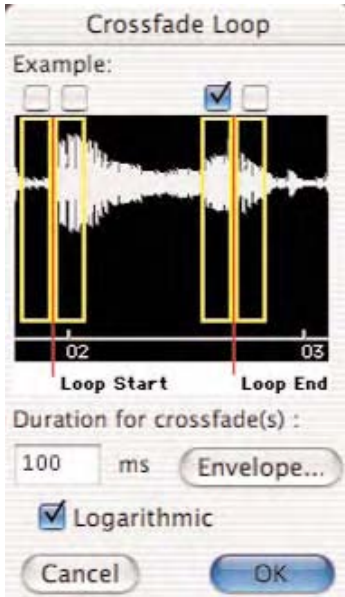 Crossfade Loop
Example:
02 03
Loop Start Loop End
Duration for crossfade(s) :
100 ms Envelope...
Logarithmic
Cancel OK